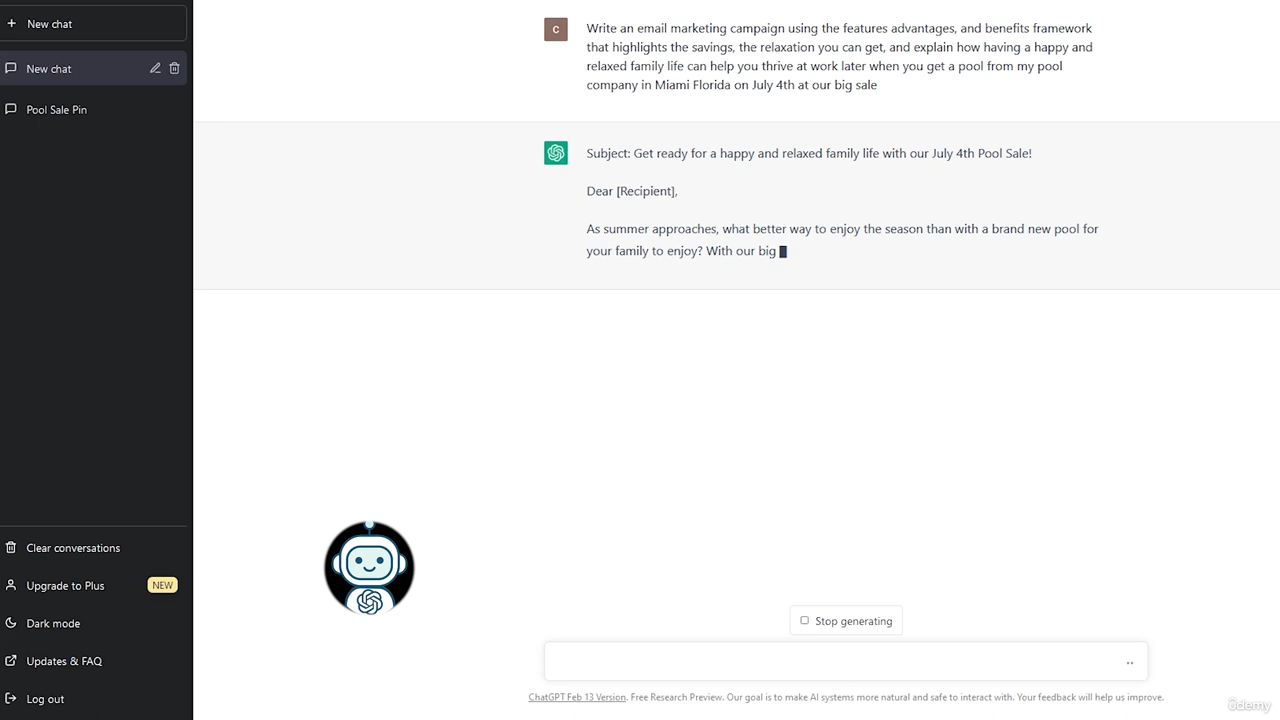 New chat
New chat
Pool Sale Pin
Clear conversations
Upgrade to Plus
NEW
Dark mode
Updates & FAQ
Log out
C
Write an email marketing campaign using the features advantages, and benefits framework
that highlights the savings, the relaxation you can get, and explain how having a happy and
relaxed family life can help you thrive at work later when you get a pool from my pool
company in Miami Florida on July 4th at our big sale
Subject: Get ready for a happy and relaxed family life with our July 4th Pool Sale!
Dear [Recipient],
As summer approaches, what better way to enjoy the season than with a brand new pool for
your family to enjoy? With our big
Stop generating
ChatGPT Feb 13 Version. Free Research Preview. Our goal is to make AI systems more natural and safe to interact with. Your feedback will help us improve.
ûdemy